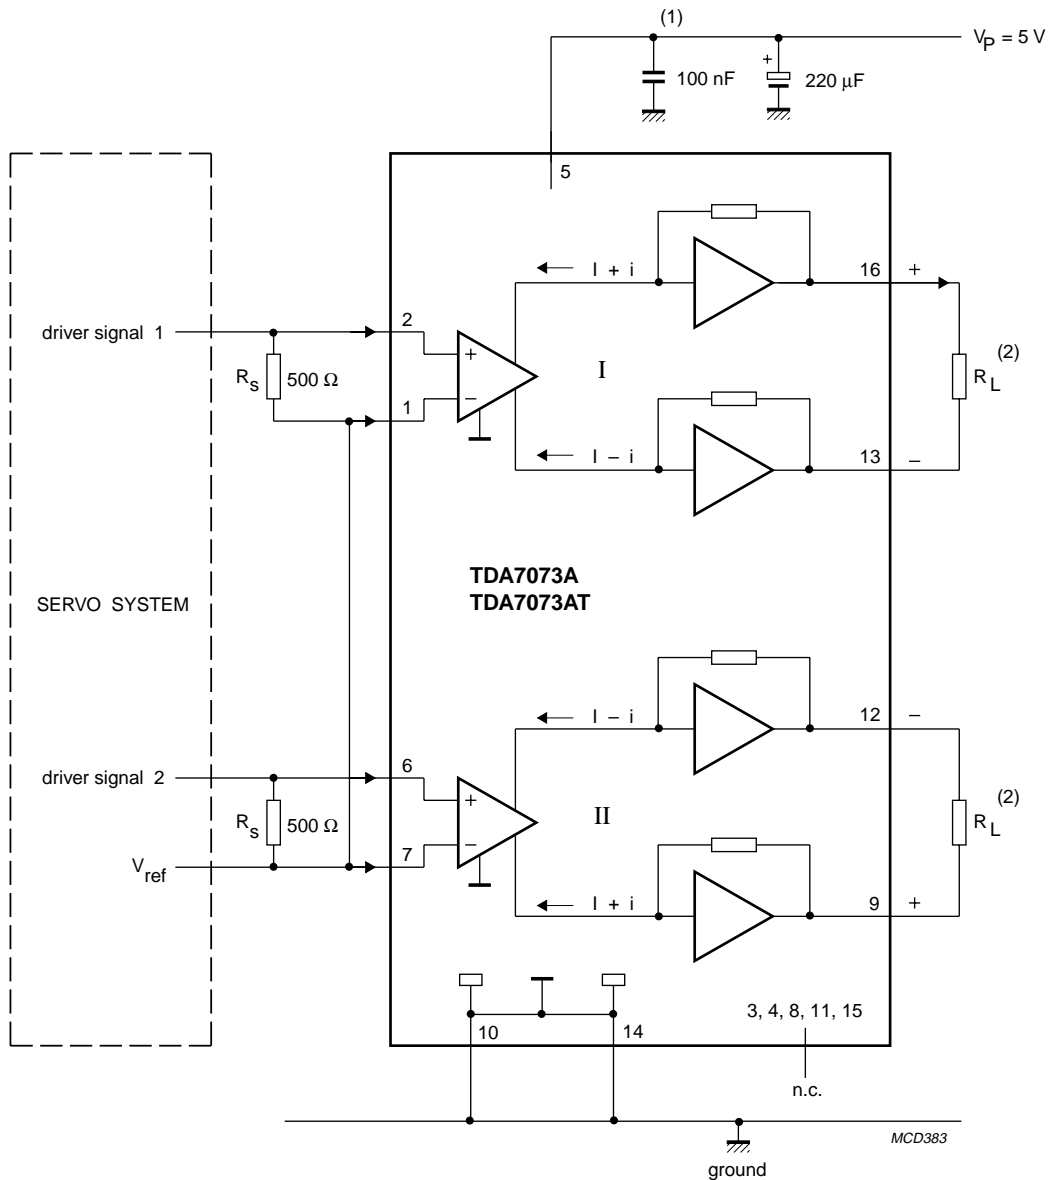 (1)
V_P = 5 V
+
100 nF
220 µF
5
I + i
16
+
driver signal 1
2
+
I
R_L (2)
R_s
500 Ω
1
−
I − i
13
−
TDA7073A
TDA7073AT
SERVO SYSTEM
I − i
12
−
driver signal 2
6
+
II
R_L (2)
R_s
500 Ω
7
−
V_ref
I + i
9
+
3, 4, 8, 11, 15
10
14
n.c.
MCD383
ground